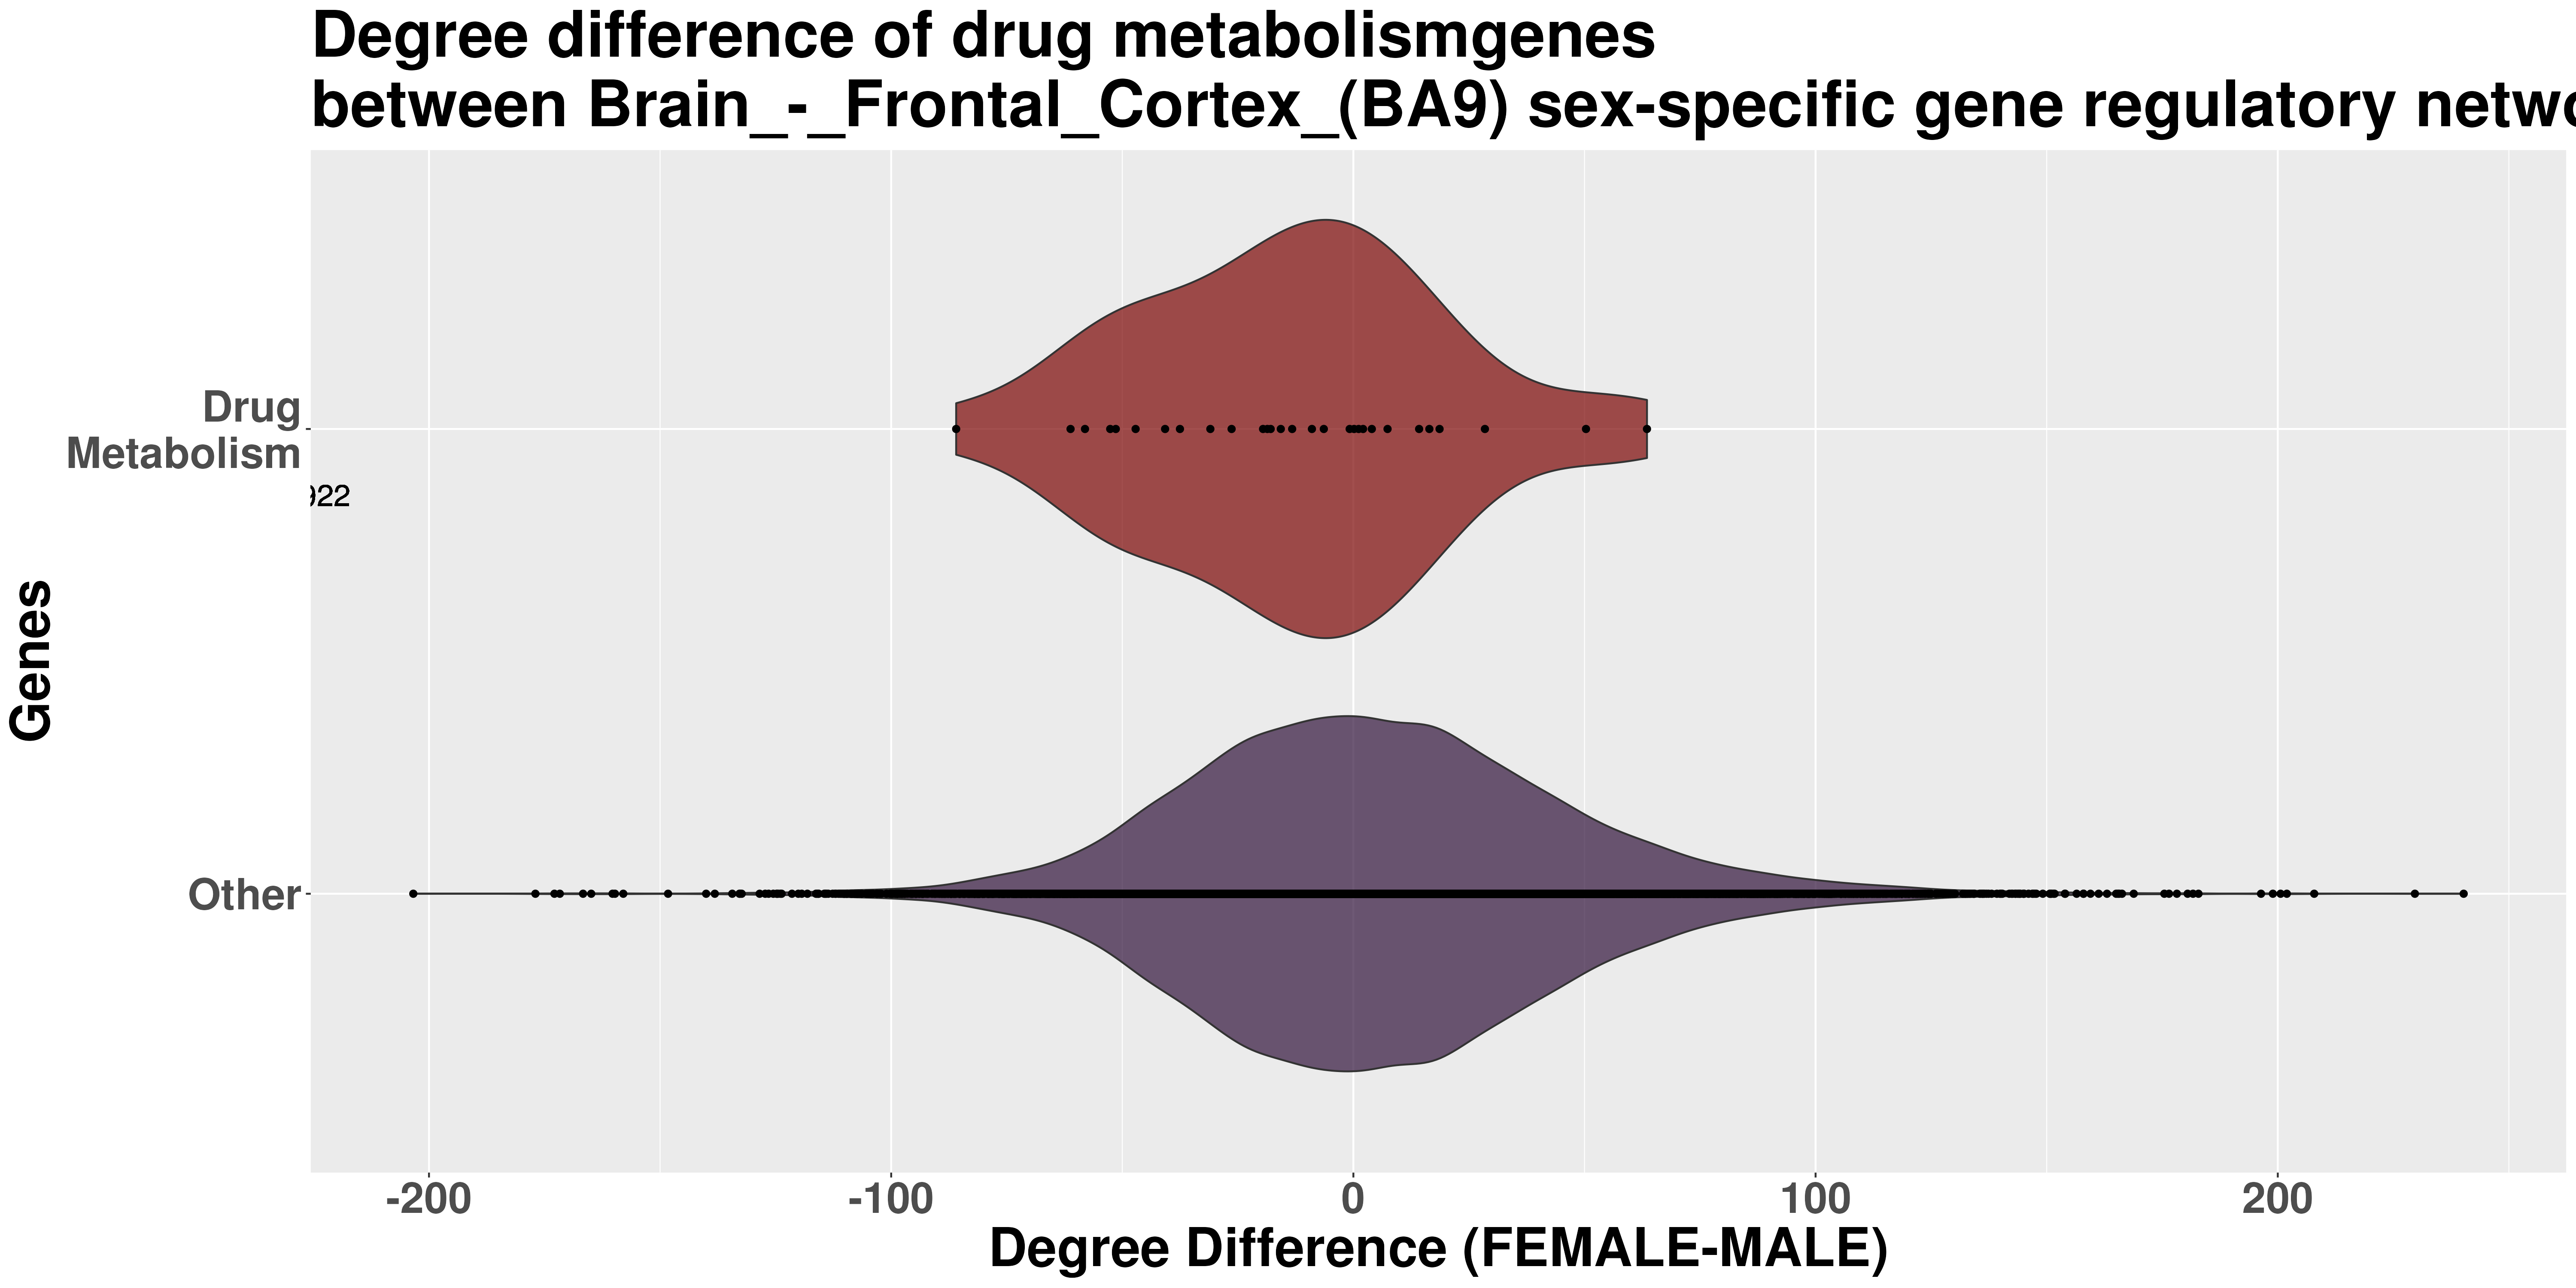 Degree difference of drug metabolismgenes
between Brain_-_Frontal_Cortex_(BA9) sex-specific gene regulatory netwo
Drug
Metabolism
922
Genes
Other
-200
-100
0
100
200
Degree Difference (FEMALE-MALE)